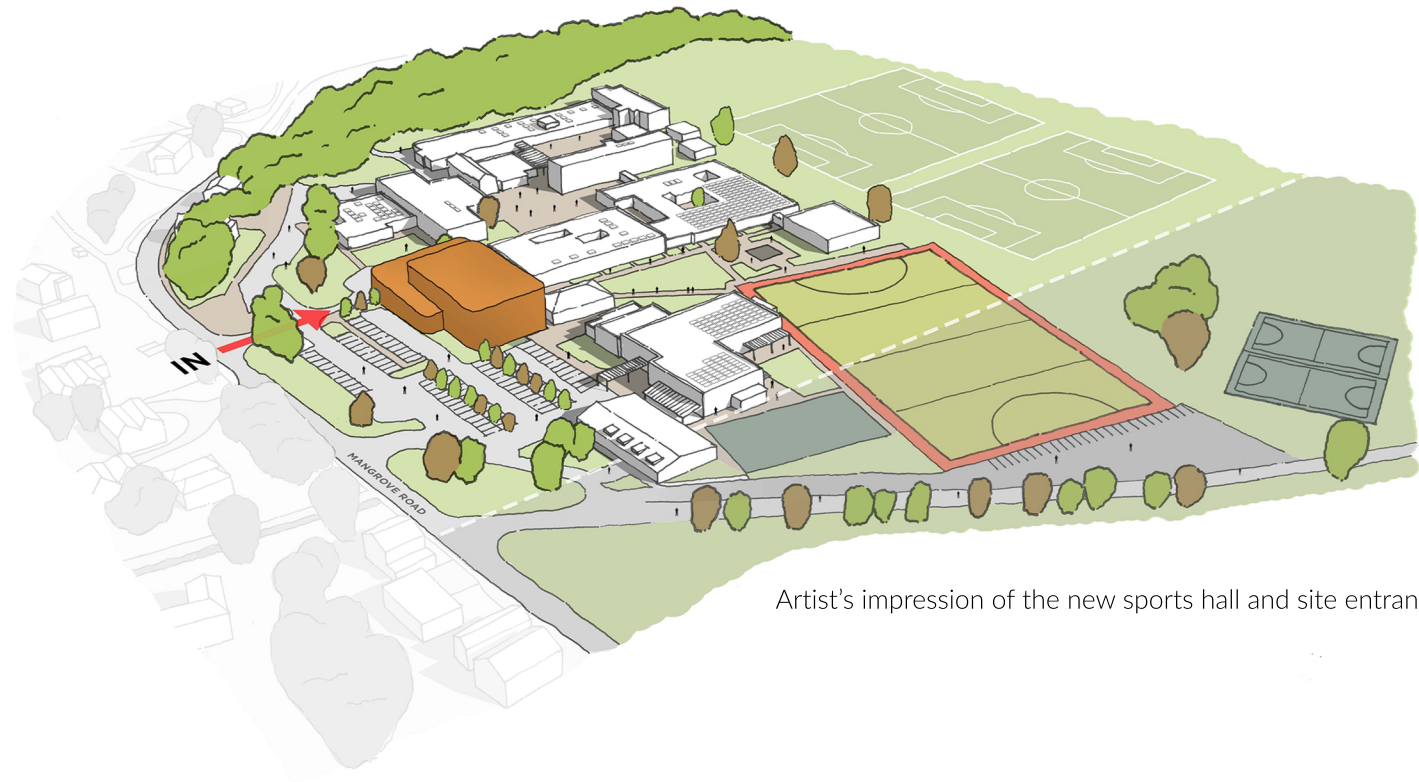 IN
MANGROVE ROAD
Artist’s impression of the new sports hall and site entran